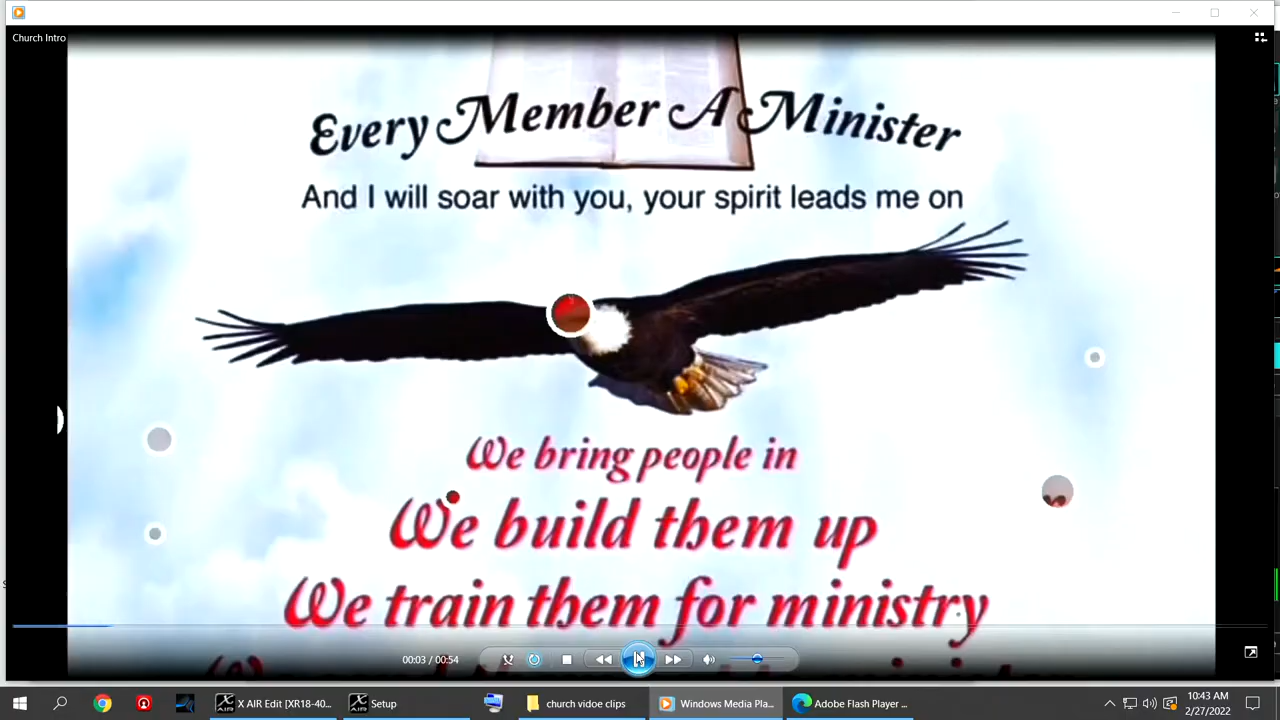 Church Intro
Every Member A Minister
And I will soar with you, your spirit leads me on
We bring people in
We build them up
We train them for ministry
00:03 / 00:54
X AIR Edit [XR18-40...
Setup
church vidoe clips
Windows Media Pla...
Adobe Flash Player ...
10:43 AM
2/27/2022